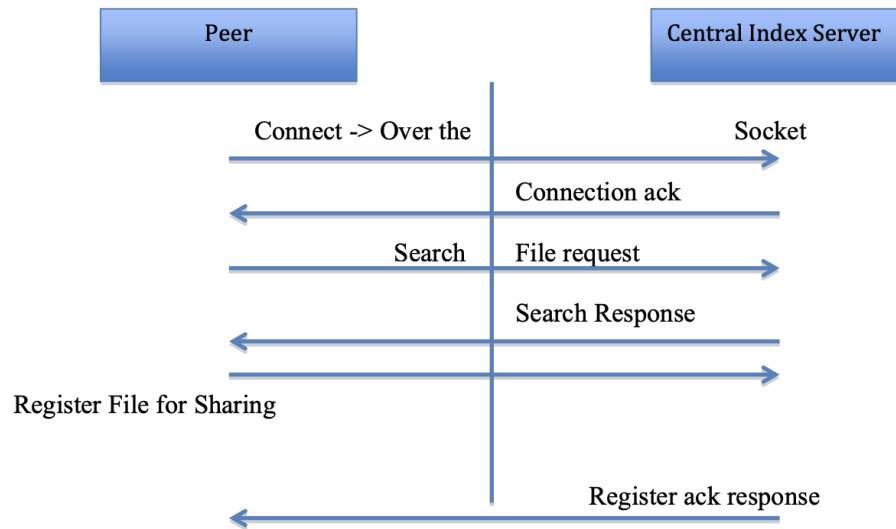 Peer
Central Index Server
Connect -> Over the
Socket
Connection ack
Search
File request
Search Response
Register File for Sharing
Register ack response